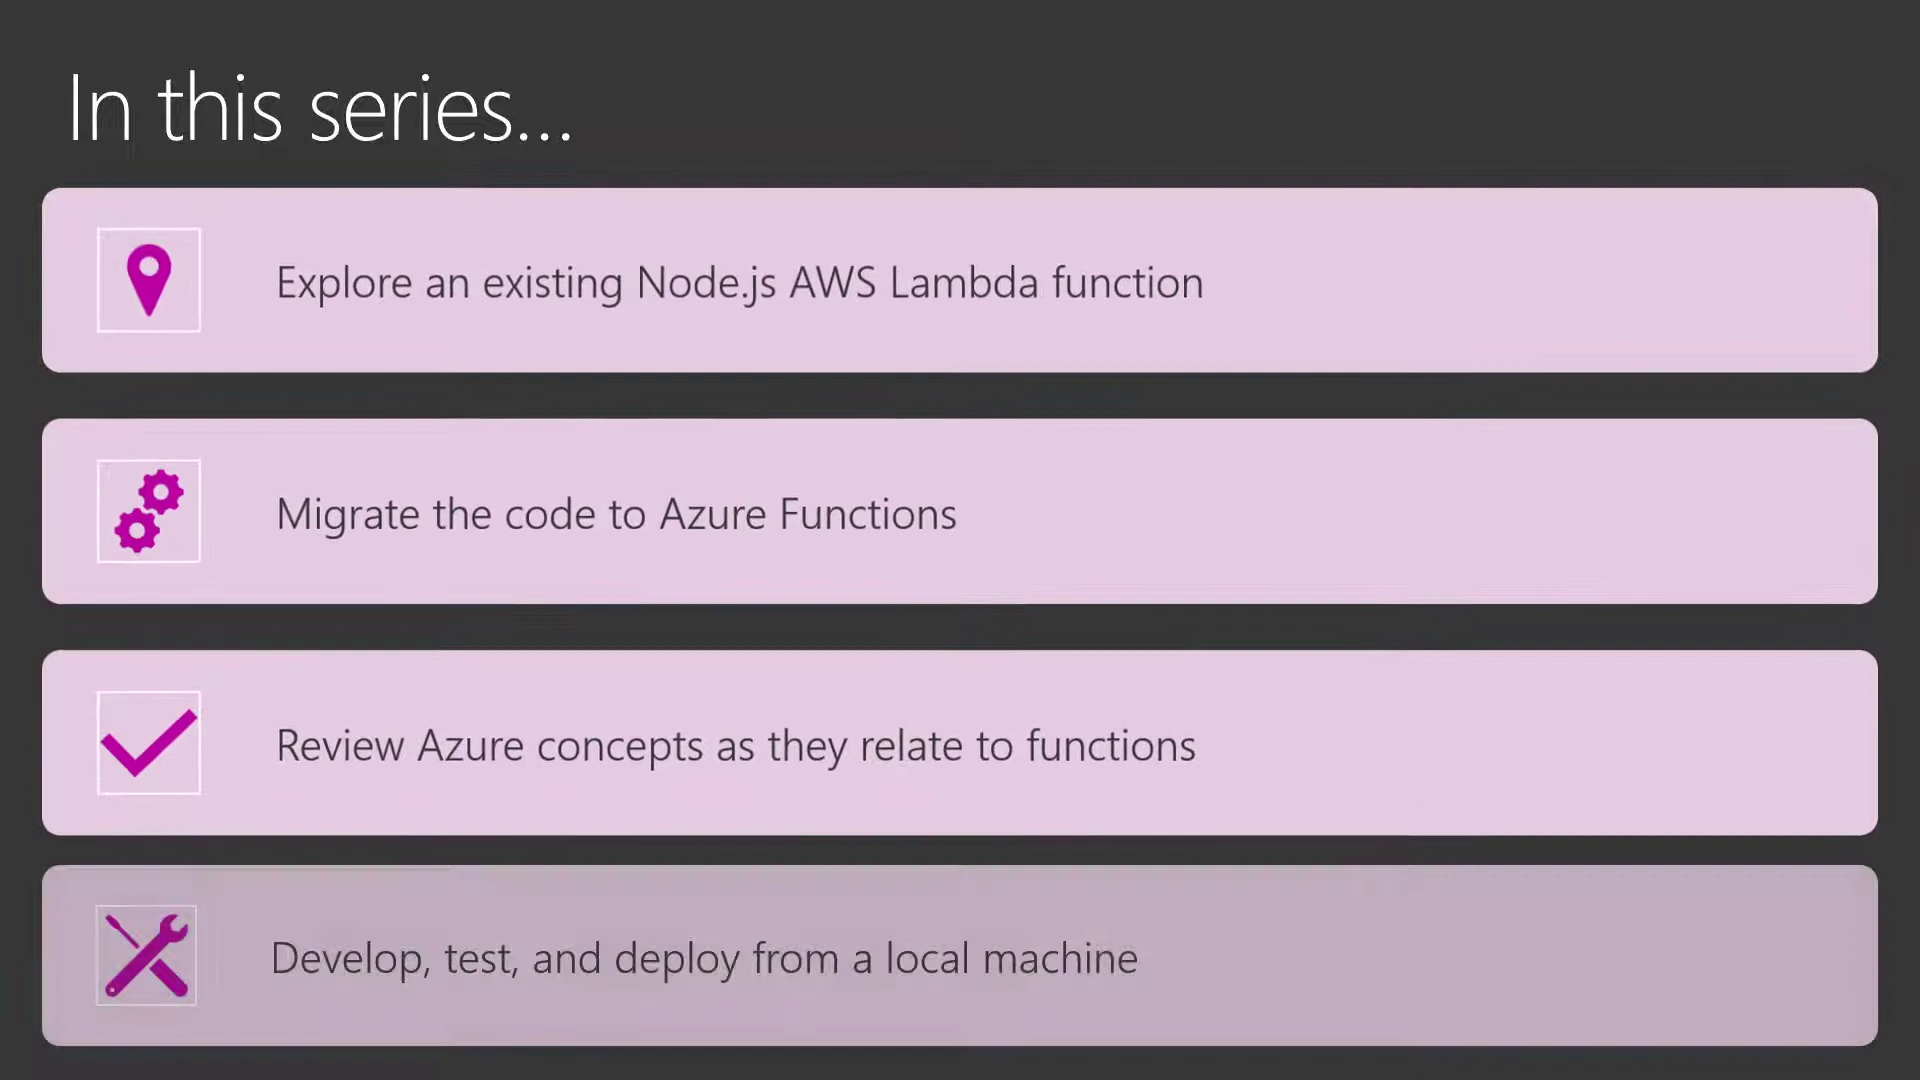 In this series...
Explore an existing Node.js AWS Lambda function
Migrate the code to Azure Functions
Review Azure concepts as they relate to functions
Develop, test, and deploy from a local machine